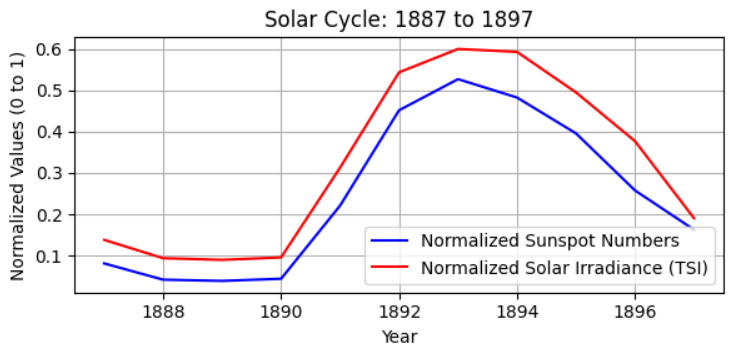 Solar Cycle: 1887 to 1897
Normalized Values (0 to 1)
0.6
0.5
0.4
0.3
0.2
0.1
Normalized Sunspot Numbers
Normalized Solar Irradiance (TSI)
1888 1890 1892 1894 1896
Year